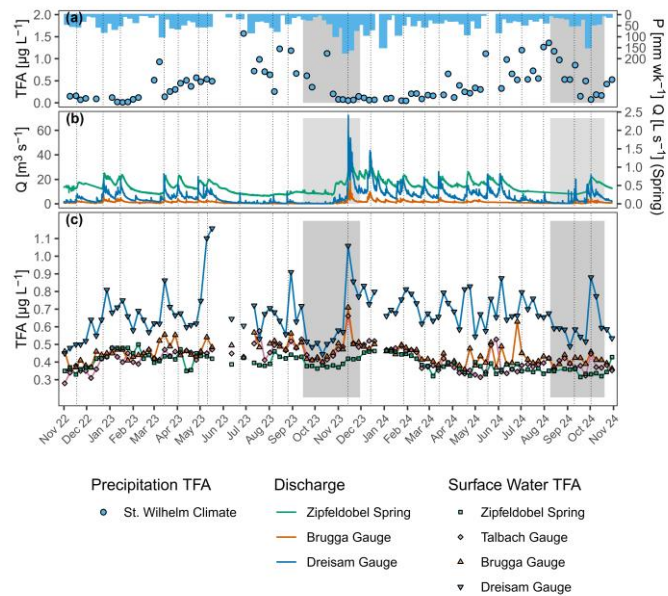 (a)
2.0
1.5
1.0
0.5
0.0
TFA [µg L⁻¹]
0
50
100
150
200
P [mm wk⁻¹]
(b)
60
40
20
0
Q [m³ s⁻¹]
2.5
2.0
1.5
1.0
0.5
0.0
Q [L s⁻¹] (Spring)
(c)
1.1
1.0
0.9
0.8
0.7
0.6
0.5
0.4
0.3
TFA [µg L⁻¹]
Nov 22
Dec 22
Jan 23
Feb 23
Mar 23
Apr 23
May 23
Jun 23
Jul 23
Aug 23
Sep 23
Oct 23
Nov 23
Dec 23
Jan 24
Feb 24
Mar 24
Apr 24
May 24
Jun 24
Jul 24
Aug 24
Sep 24
Oct 24
Nov 24
Precipitation TFA
St. Wilhelm Climate
Discharge
Zipfeldobel Spring
Brugga Gauge
Dreisam Gauge
Surface Water TFA
Zipfeldobel Spring
Talbach Gauge
Brugga Gauge
Dreisam Gauge